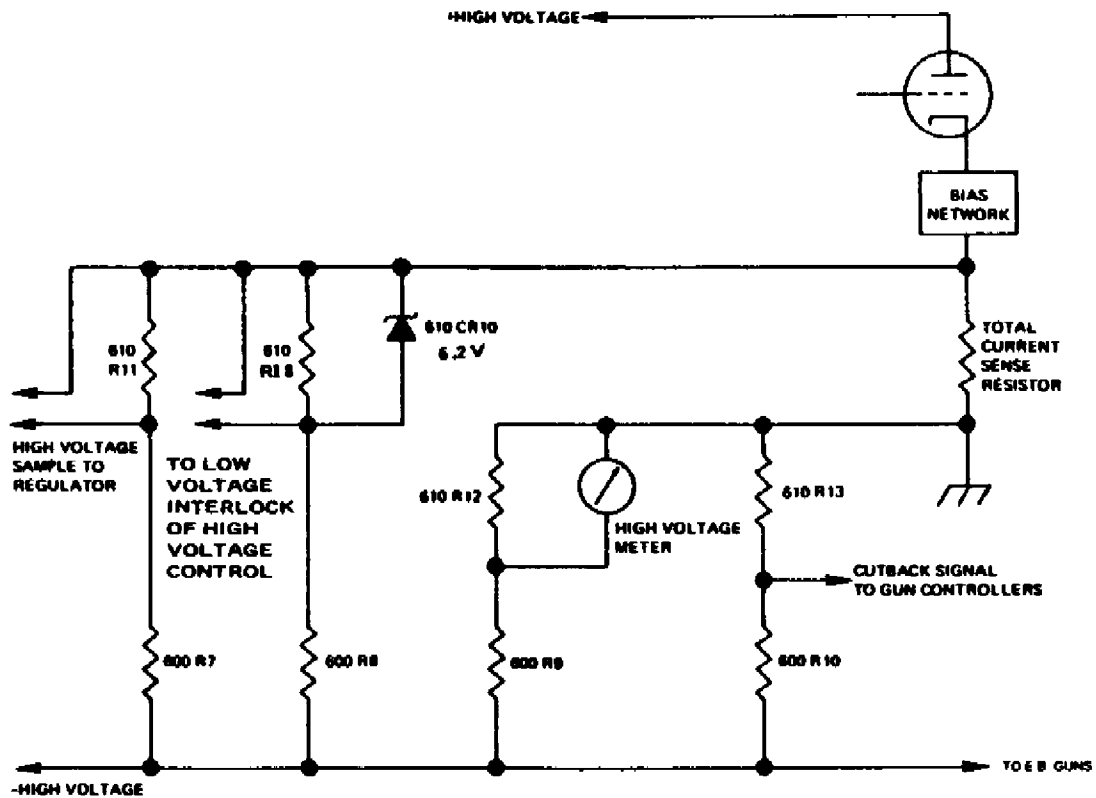 +HIGH VOLTAGE
BIAS
NETWORK
610
R11
610
R18
610 CR10
6.2 V
TOTAL
CURRENT
SENSE
RESISTOR
HIGH VOLTAGE
SAMPLE TO
REGULATOR
TO LOW
VOLTAGE
INTERLOCK
OF HIGH
VOLTAGE
CONTROL
610 R12
HIGH VOLTAGE
METER
610 R13
CUTBACK SIGNAL
TO GUN CONTROLLERS
600 R7
600 R8
600 R9
600 R10
-HIGH VOLTAGE
TO E B GUNS